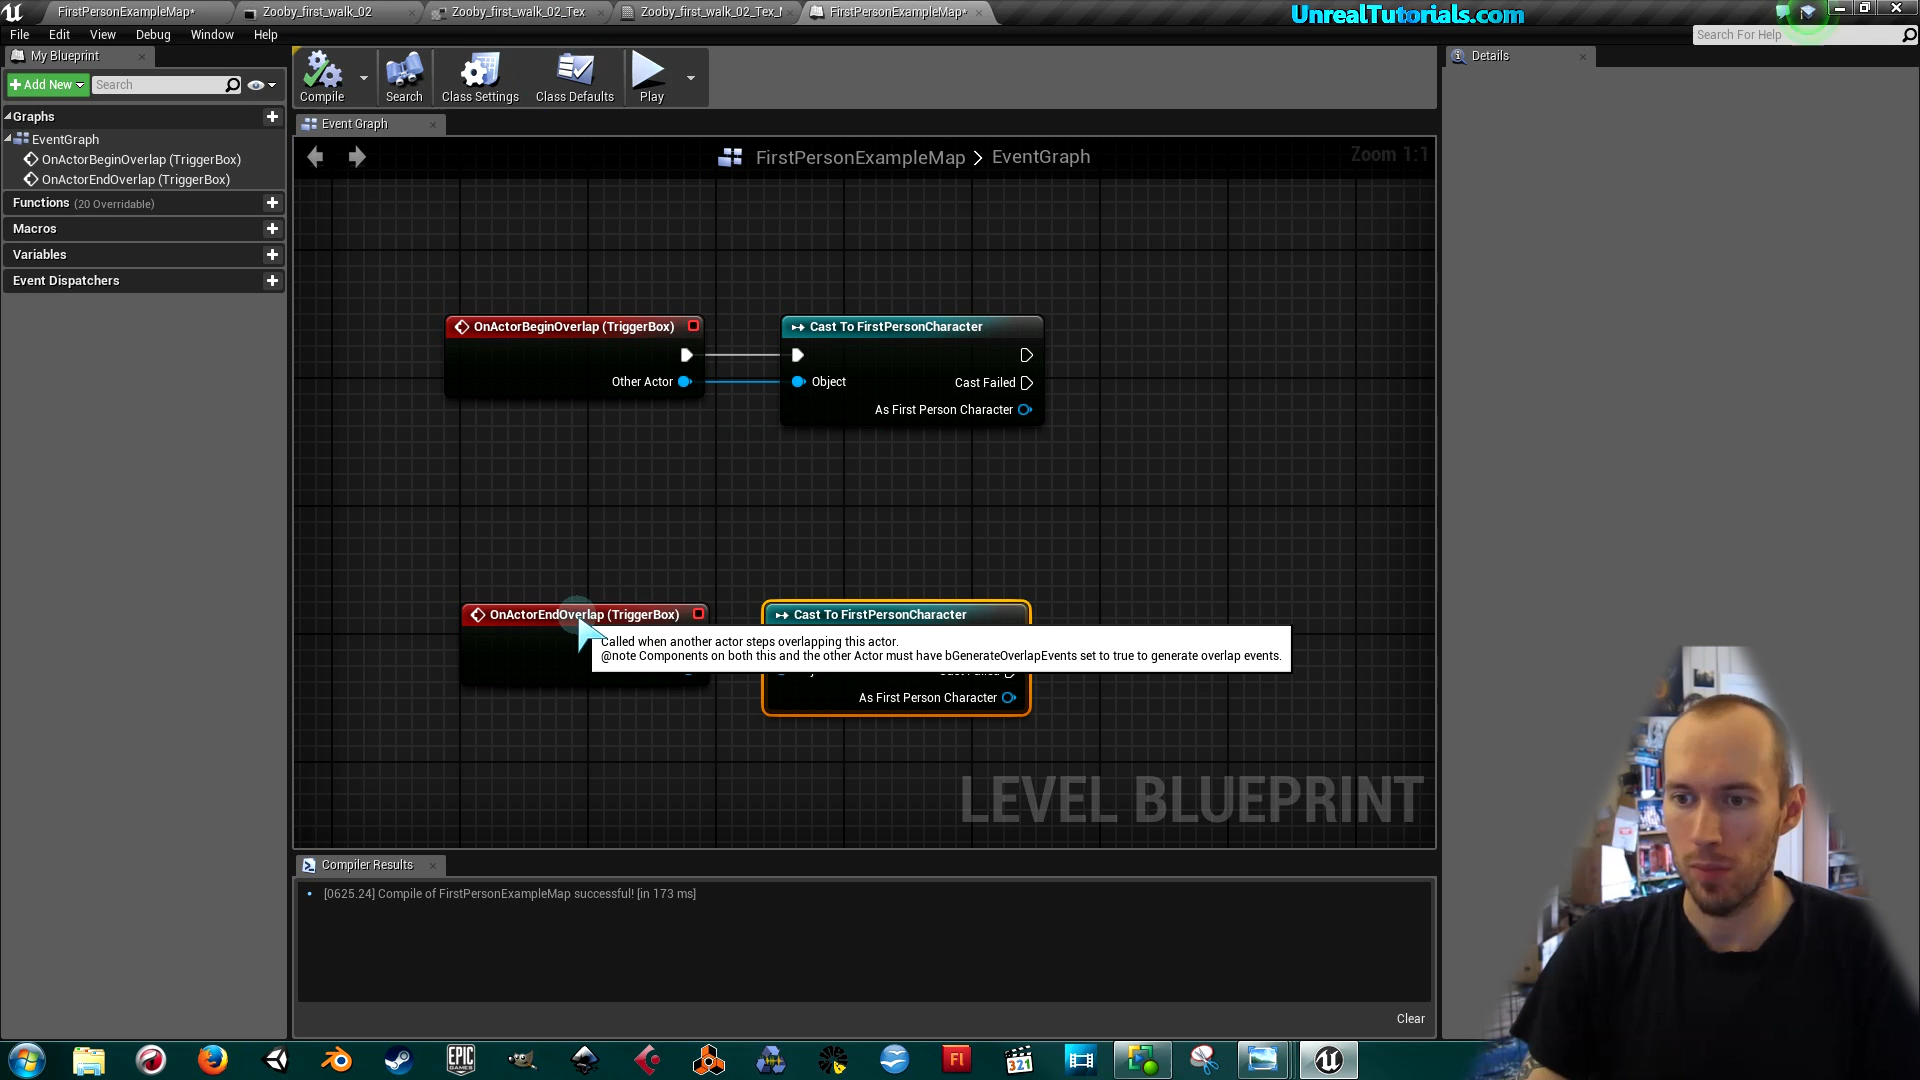 FirstPersonExampleMap*
Zooby_first_walk_02
Zooby_first_walk_02_Tex
Zooby_first_walk_02_Tex_
FirstPersonExampleMap*
UnrealTutorials.com
File Edit View Debug Window Help
Search For Help
My Blueprint
Details
Add New
Search
Compile
Search
Class Settings
Class Defaults
Play
Graphs
EventGraph
OnActorBeginOverlap (TriggerBox)
OnActorEndOverlap (TriggerBox)
Functions (20 Overridable)
Macros
Variables
Event Dispatchers
Event Graph
FirstPersonExampleMap > EventGraph
Zoom 1:1
OnActorBeginOverlap (TriggerBox)
Other Actor
Cast To FirstPersonCharacter
Object
Cast Failed
As First Person Character
OnActorEndOverlap (TriggerBox)
Cast To FirstPersonCharacter
Called when another actor steps overlapping this actor.
@note Components on both this and the other Actor must have bGenerateOverlapEvents set to true to generate overlap events.
As First Person Character
LEVEL BLUEPRINT
Compiler Results
[0625.24] Compile of FirstPersonExampleMap successful! [in 173 ms]
Clear
EPIC
GAMES
Fl
321